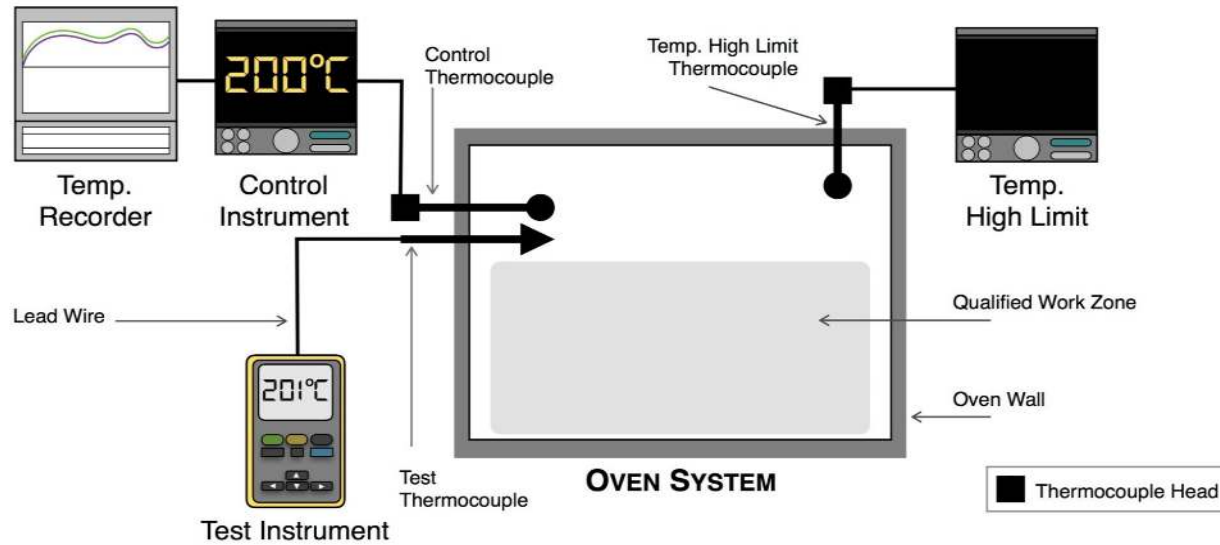 Control
Thermocouple
Temp. High Limit
Thermocouple
200°C
Temp.
Recorder
Control
Instrument
Temp.
High Limit
Lead Wire
Qualified Work Zone
201°C
Oven Wall
Test
Thermocouple
OVEN SYSTEM
Thermocouple Head
Test Instrument